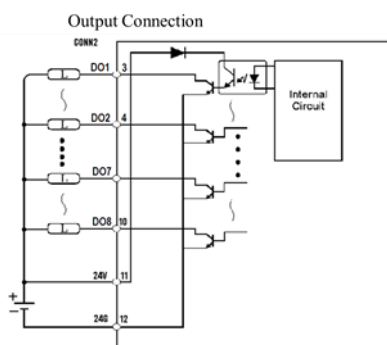 Output Connection
CONN2
DO1 3
L
Internal
Circuit
DO2 4
L
DO7
L
DO8 10
L
24V 11
24G 12